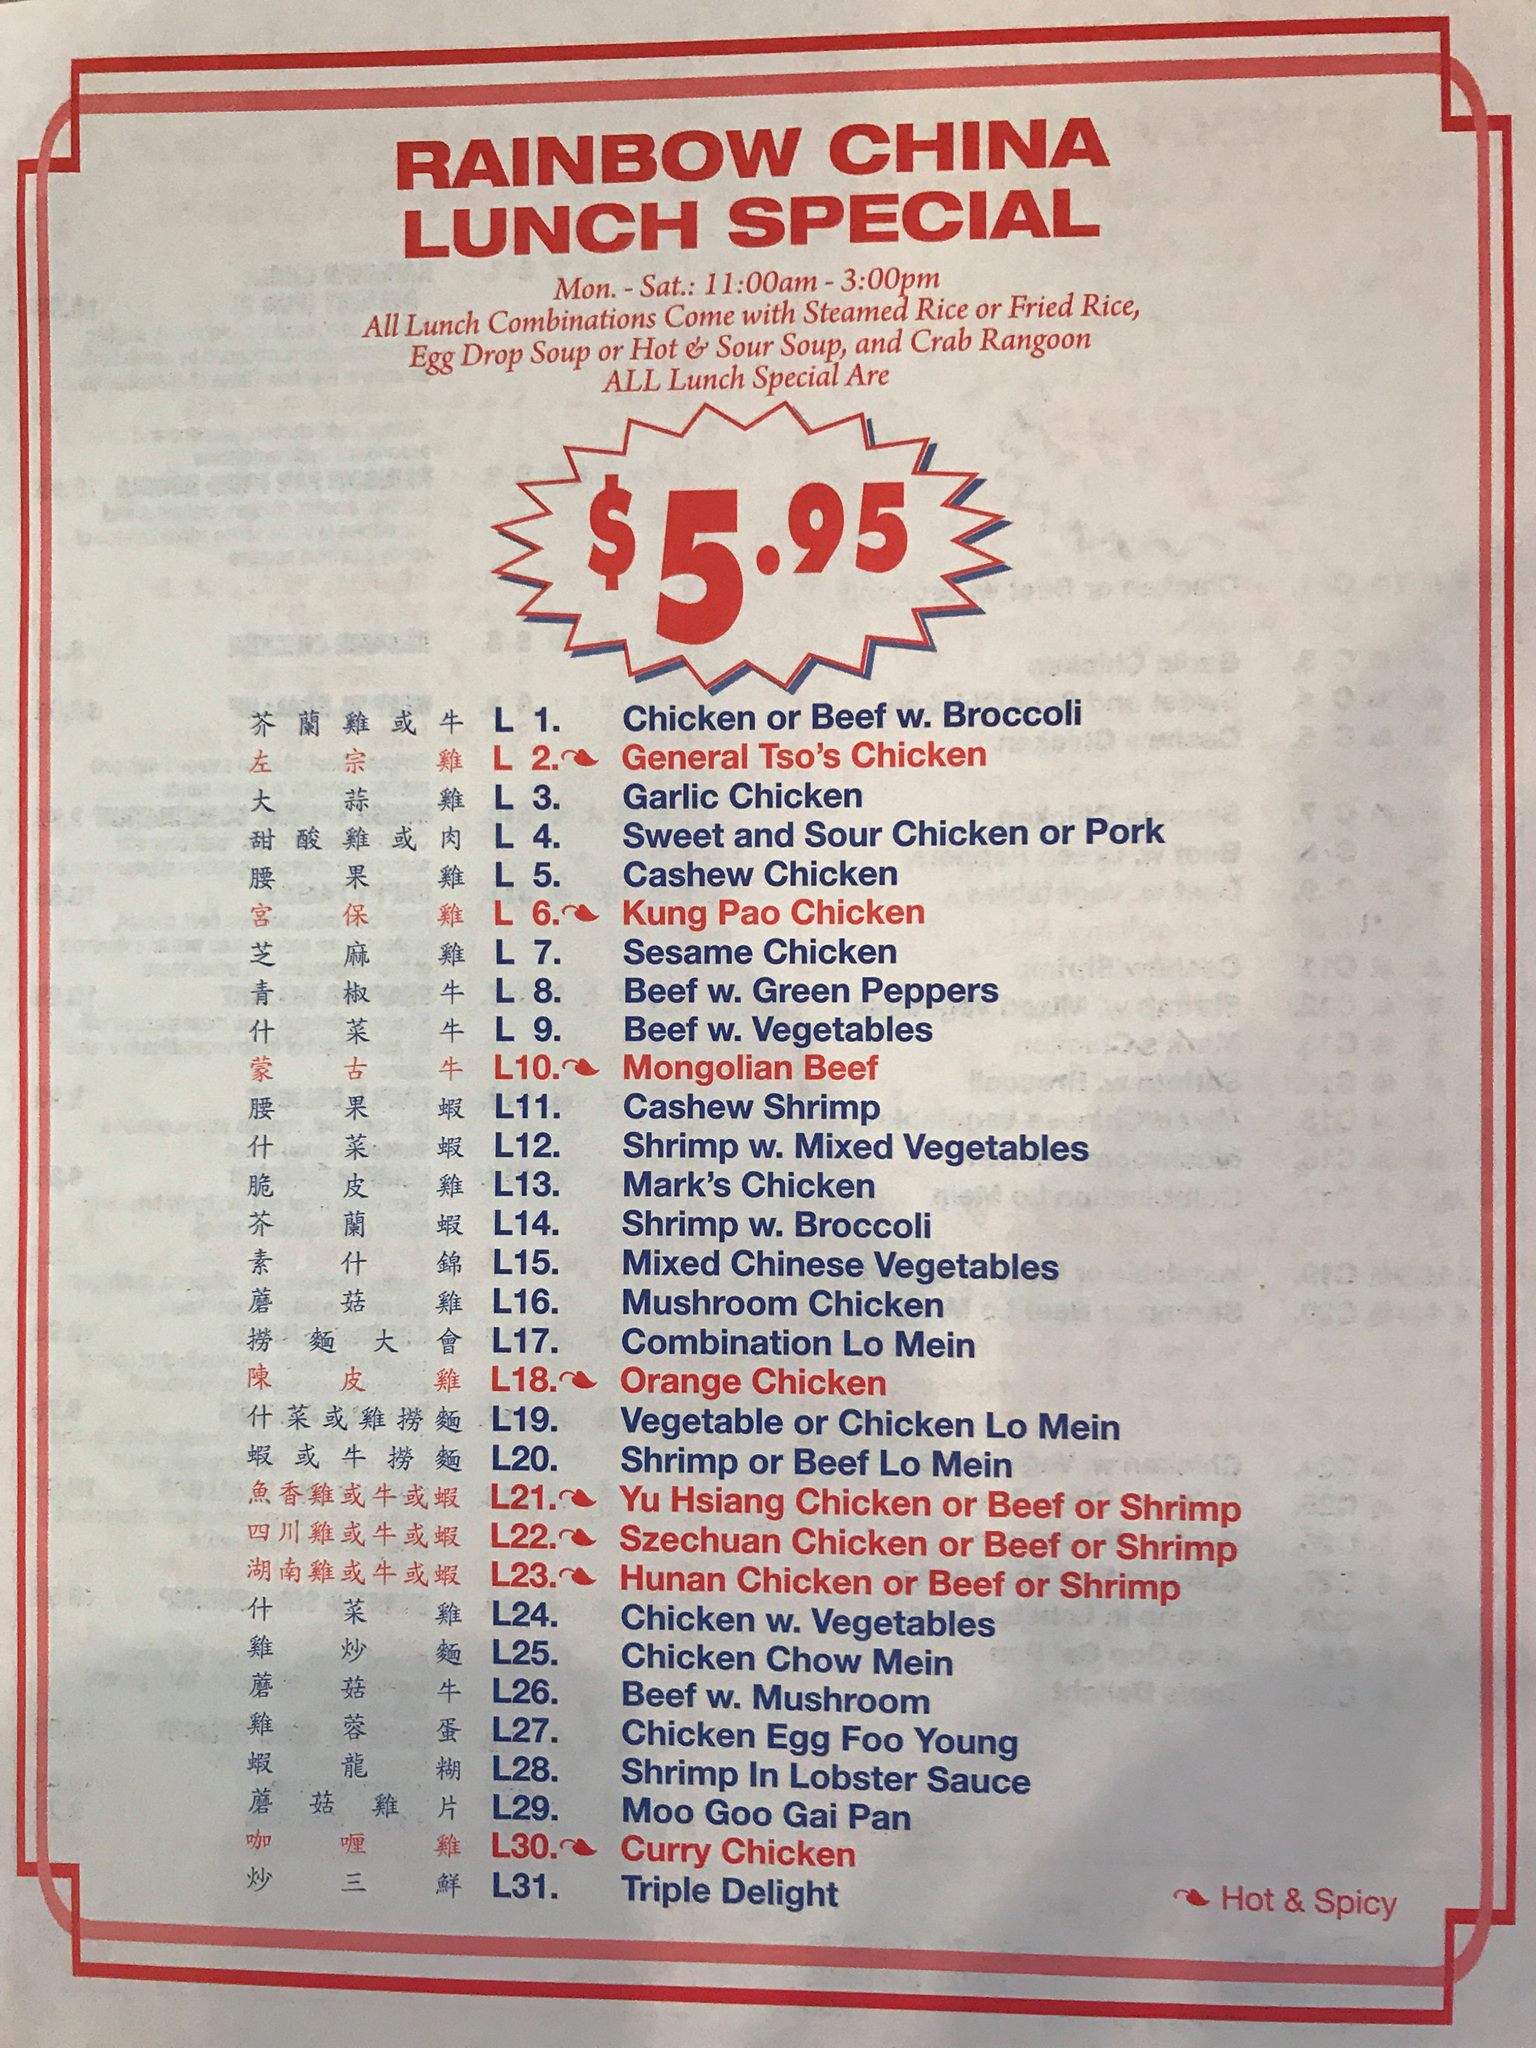 RAINBOW CHINA
LUNCH SPECIAL
Mon. - Sat.: 11:00am - 3:00pm
All Lunch Combinations Come with Steamed Rice or Fried Rice,
Egg Drop Soup or Hot & Sour Soup, and Crab Rangoon
ALL Lunch Special Are
$5.95
芥蘭雞或牛 L 1. Chicken or Beef w. Broccoli
左宗雞 L 2. General Tso's Chicken
大蒜雞 L 3. Garlic Chicken
甜酸雞或肉 L 4. Sweet and Sour Chicken or Pork
腰果雞 L 5. Cashew Chicken
宮保雞 L 6. Kung Pao Chicken
芝麻雞 L 7. Sesame Chicken
青椒牛 L 8. Beef w. Green Peppers
什菜牛 L 9. Beef w. Vegetables
蒙古牛 L10. Mongolian Beef
腰果蝦 L11. Cashew Shrimp
什菜蝦 L12. Shrimp w. Mixed Vegetables
脆皮雞 L13. Mark's Chicken
芥蘭蝦 L14. Shrimp w. Broccoli
素什錦 L15. Mixed Chinese Vegetables
蘑菇雞 L16. Mushroom Chicken
撈麵大會 L17. Combination Lo Mein
陳皮雞 L18. Orange Chicken
什菜或雞撈麵 L19. Vegetable or Chicken Lo Mein
蝦或牛撈麵 L20. Shrimp or Beef Lo Mein
魚香雞或牛或蝦 L21. Yu Hsiang Chicken or Beef or Shrimp
四川雞或牛或蝦 L22. Szechuan Chicken or Beef or Shrimp
湖南雞或牛或蝦 L23. Hunan Chicken or Beef or Shrimp
什菜雞 L24. Chicken w. Vegetables
雞炒麵 L25. Chicken Chow Mein
蘑菇牛 L26. Beef w. Mushroom
雞蓉蛋 L27. Chicken Egg Foo Young
蝦龍糊 L28. Shrimp In Lobster Sauce
蘑菇雞片 L29. Moo Goo Gai Pan
咖喱雞 L30. Curry Chicken
炒三鮮 L31. Triple Delight
Hot & Spicy